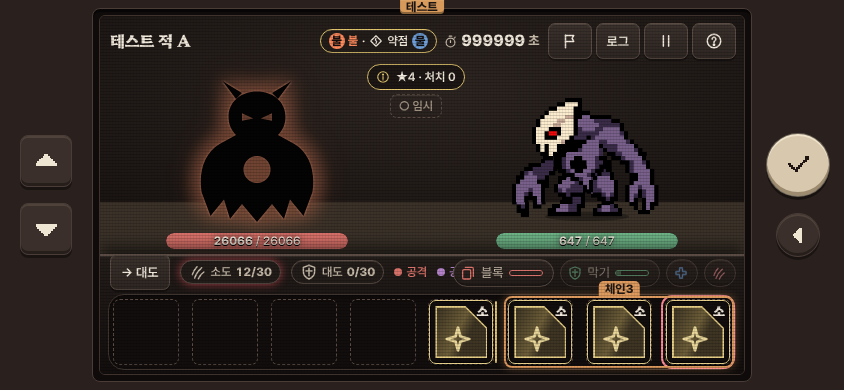 테스트
테스트 적 A
불 불 · 약점 물
999999 초
로그
★4 · 처치 0
임시
26066 / 26066
647 / 647
→ 대도
소도 12/30
대도 0/30
공격
블록
막기
체인3
소
소
소
소